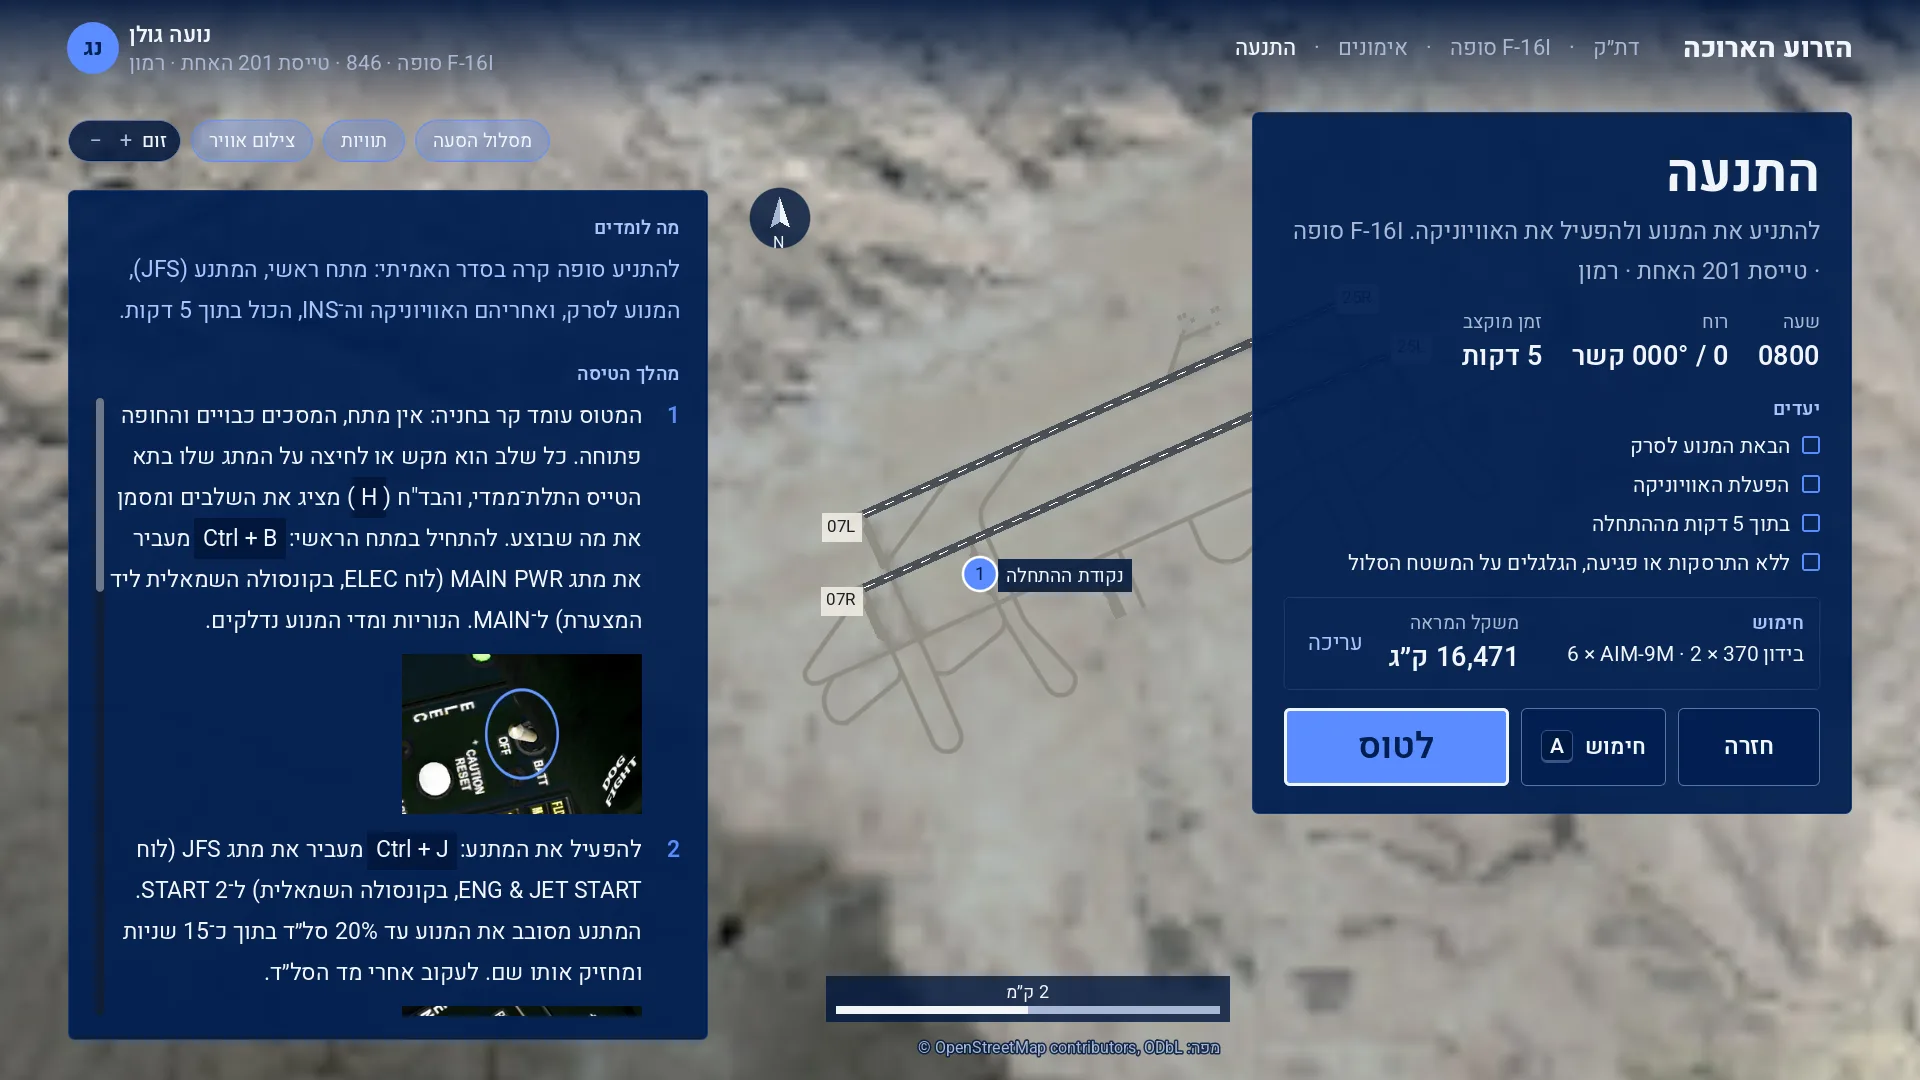 הזרוע הארוכה
דת״ק · F-16I סופה · אימונים · התנעה
נועה גולן
F-16I סופה · 846 · טייסת 201 האחת · רמון
נג
מסלול הסעה
תוויות
צילום אוויר
זום + −
התנעה
להתניע את המנוע ולהפעיל את האוויוניקה. F-16I סופה
· טייסת 201 האחת · רמון
שעה
0800
רוח
000° / 0 קשר
זמן מוקצב
5 דקות
יעדים
הבאת המנוע לסרק
הפעלת האוויוניקה
בתוך 5 דקות מההתחלה
ללא התרסקות או פגיעה, הגלגלים על המשטח הסלול
חימוש
6 × AIM-9M · 2 × 370 בידון
משקל המראה
16,471 ק״ג
עריכה
חזרה
חימוש A
לטוס
N
26R
26L
07L
07R
1
נקודת ההתחלה
2 ק״מ
מפה: © OpenStreetMap contributors, ODbL
מה לומדים
להתניע סופה קרה בסדר האמיתי: מתח ראשי, המתנע (JFS),
המנוע לסרק, ואחריהם האוויוניקה וה־INS, הכול בתוך 5 דקות.
מהלך הטיסה
1 המטוס עומד קר בחניה: אין מתח, המסכים כבויים והחופה
פתוחה. כל שלב הוא מקש או לחיצה על המתג שלו בתא
הטייס התלת־ממדי, והבד"ח ( H ) מציג את השלבים ומסמן
את מה שבוצע. להתחיל במתח הראשי: Ctrl + B מעביר
את מתג MAIN PWR (לוח ELEC, בקונסולה השמאלית ליד
המצערת) ל־MAIN. הנוריות ומדי המנוע נדלקים.
ELEC
CAUTION
RESET
OFF
BATT
DOG
FIGHT
2 להפעיל את המתנע: Ctrl + J מעביר את מתג JFS (לוח
ENG & JET START, בקונסולה השמאלית) ל־START 2.
המתנע מסובב את המנוע עד 20% סל״ד בתוך כ־15 שניות
ומחזיק אותו שם. לעקוב אחרי מד הסל״ד.